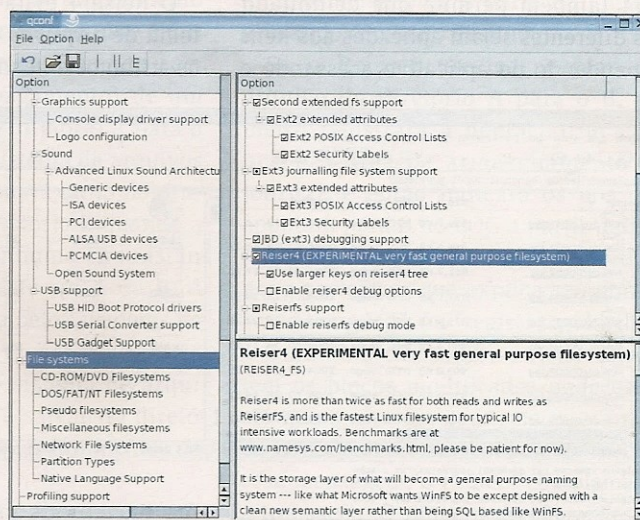 qconf
File Option Help
Option
Graphics support
Console display driver support
Logo configuration
Sound
Advanced Linux Sound Architectu
Generic devices
ISA devices
PCI devices
ALSA USB devices
PCMCIA devices
Open Sound System
USB support
USB HID Boot Protocol drivers
USB Serial Converter support
USB Gadget Support
File systems
CD-ROM/DVD Filesystems
DOS/FAT/NT Filesystems
Pseudo filesystems
Miscellaneous filesystems
Network File Systems
Partition Types
Native Language Support
Profiling support
Option
Second extended fs support
Ext2 extended attributes
Ext2 POSIX Access Control Lists
Ext2 Security Labels
Ext3 journalling file system support
Ext3 extended attributes
Ext3 POSIX Access Control Lists
Ext3 Security Labels
JBD (ext3) debugging support
Reiser4 (EXPERIMENTAL very fast general purpose filesystem)
Use larger keys on reiser4 tree
Enable reiser4 debug options
Reiserfs support
Enable reiserfs debug mode
Reiser4 (EXPERIMENTAL very fast general purpose filesystem)
(REISER4_FS)
Reiser4 is more than twice as fast for both reads and writes as
ReiserFS, and is the fastest Linux filesystem for typical IO
intensive workloads. Benchmarks are at
www.namesys.com/benchmarks.html, please be patient for now).
It is the storage layer of what will become a general purpose naming
system --- like what Microsoft wants WinFS to be except designed with a
clean new semantic layer rather than being SQL based like WinFS.